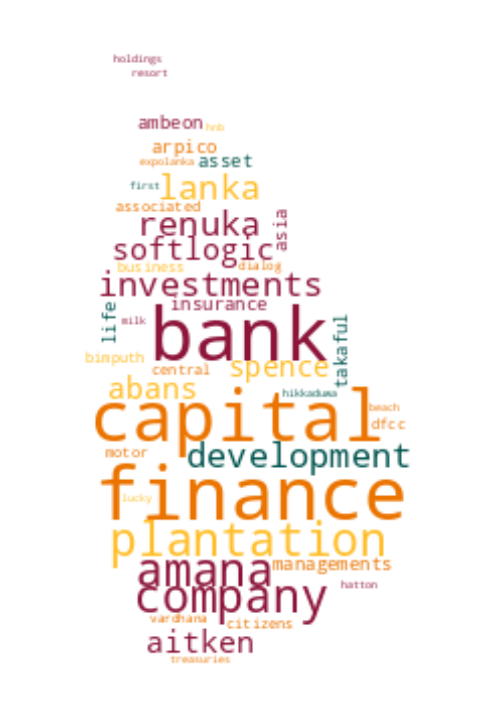 holdings
resort
ambeon hnb
arpico
expolanka asset
first lanka
associated
renuka asia
softlogic
business dialog
investments
life insurance
milk bank takaful
bimputh central spence
abans hikkaduwa
capital beach
dfcc
motor development
finance
lucky
plantation
amana managements
company hatton
vardhana citizens
aitken
treasuries